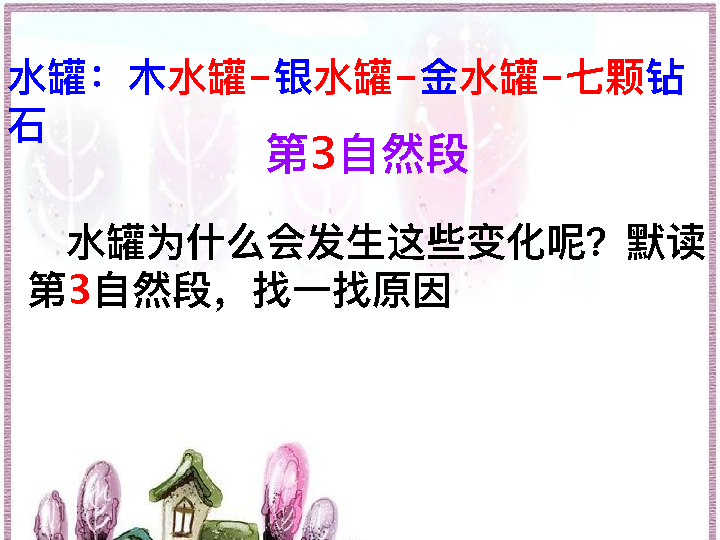 水罐：木水罐-银水罐-金水罐-七颗钻
石
第3自然段
水罐为什么会发生这些变化呢？默读
第3自然段，找一找原因